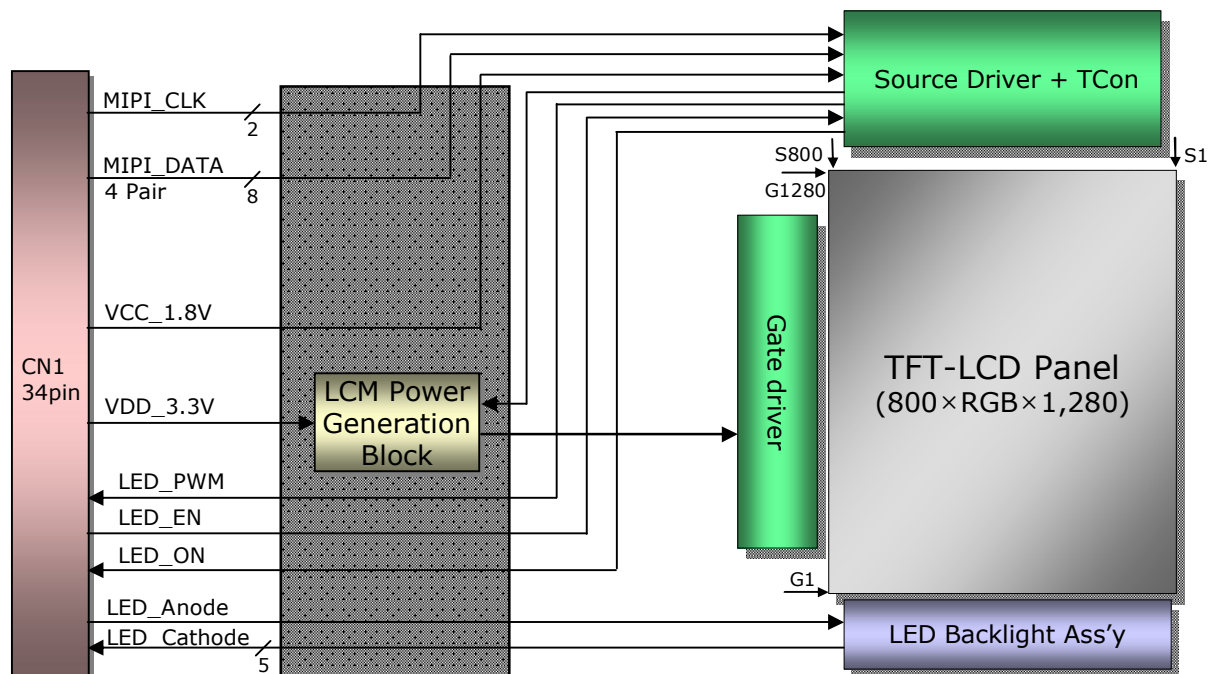 CN1
34pin
MIPI_CLK
2
MIPI_DATA
4 Pair
8
VCC_1.8V
VDD_3.3V
LED_PWM
LED_EN
LED_ON
LED_Anode
LED_Cathode
5
LCM Power
Generation
Block
Source Driver + TCon
S800
S1
G1280
Gate driver
TFT-LCD Panel
(800×RGB×1,280)
G1
LED Backlight Ass’y